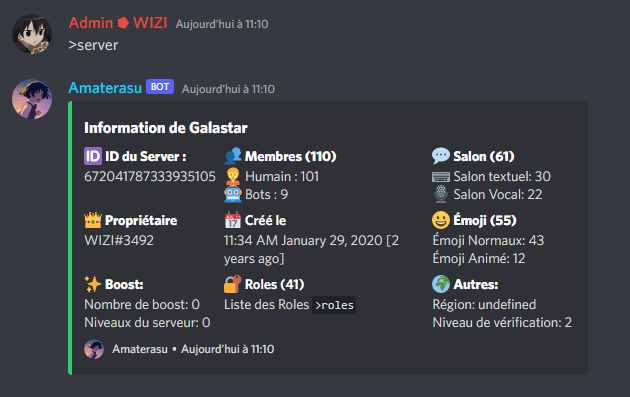 Admin WIZI Aujourd'hui à 11:10
>server
Amaterasu BOT Aujourd'hui à 11:10
Information de Galastar
ID ID du Server :
672041787333935105
Membres (110)
Humain : 101
Bots : 9
Salon (61)
Salon textuel: 30
Salon Vocal: 22
Propriétaire
WIZI#3492
Créé le
11:34 AM January 29, 2020 [2
years ago]
Émoji (55)
Émoji Normaux: 43
Émoji Animé: 12
Boost:
Nombre de boost: 0
Niveaux du serveur: 0
Roles (41)
Liste des Roles >roles
Autres:
Région: undefined
Niveau de vérification: 2
Amaterasu • Aujourd'hui à 11:10